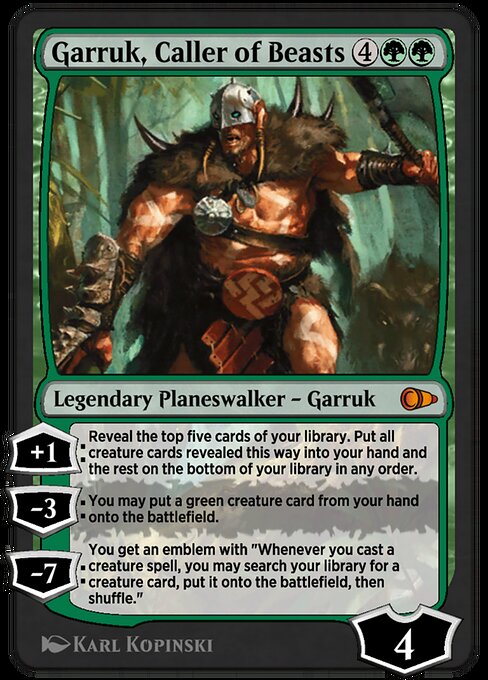 Garruk, Caller of Beasts 4
Legendary Planeswalker – Garruk
+1
Reveal the top five cards of your library. Put all
creature cards revealed this way into your hand and
the rest on the bottom of your library in any order.
−3
You may put a green creature card from your hand
onto the battlefield.
−7
You get an emblem with "Whenever you cast a
creature spell, you may search your library for a
creature card, put it onto the battlefield, then
shuffle."
Karl Kopinski
4